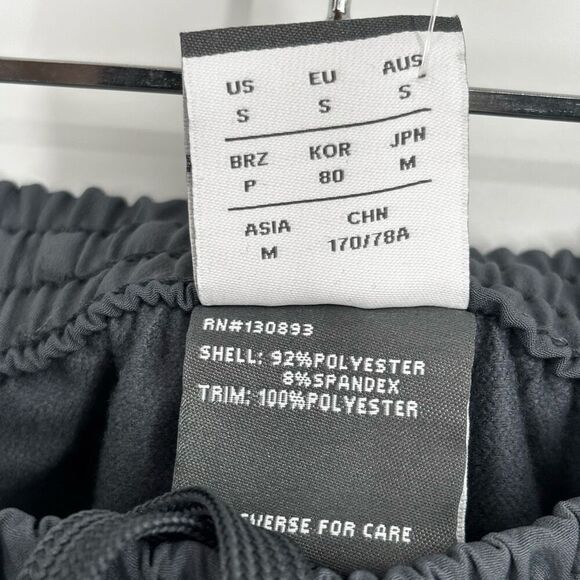 US EU AUS
S S S
BRZ KOR JPN
P 80 M
ASIA CHN
M 170/78A
RN#130893
SHELL: 92%POLYESTER
8%SPANDEX
TRIM: 100%POLYESTER
FOR CARE